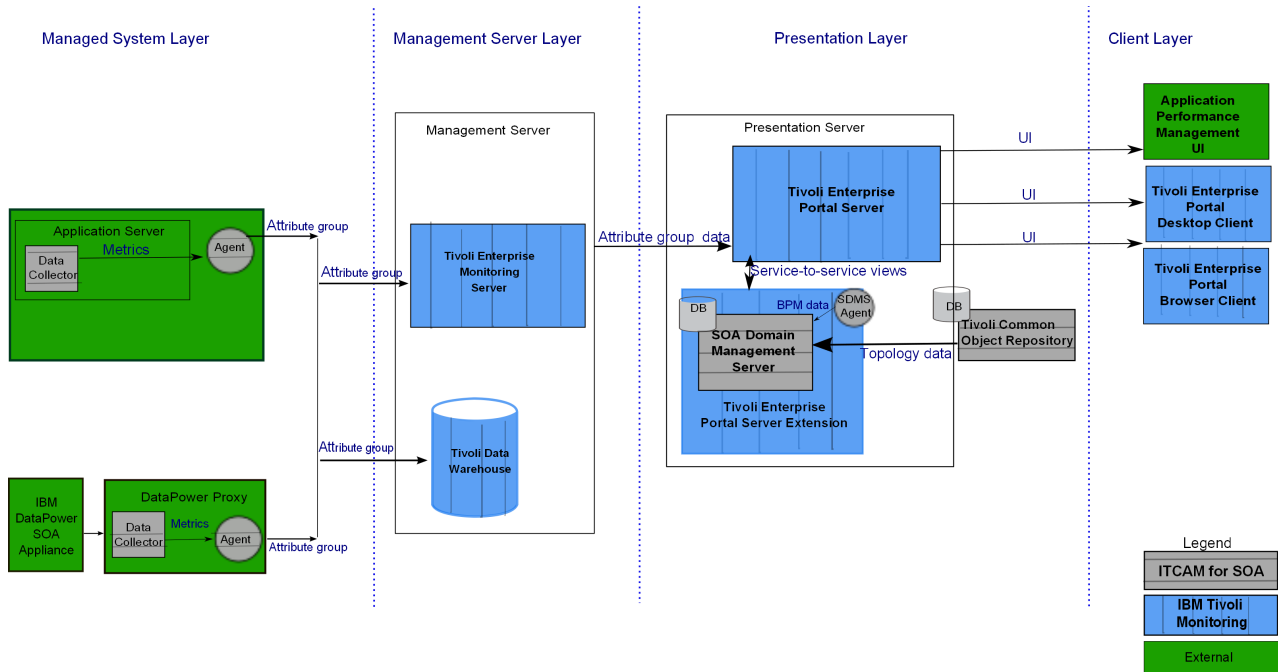 Managed System Layer
Management Server Layer
Presentation Layer
Client Layer
Application Server
Data
Collector
Metrics
Agent
Attribute group
Attribute group
Attribute group
Attribute group
IBM
DataPower
SOA
Appliance
DataPower Proxy
Data
Collector
Metrics
Agent
Management Server
Tivoli Enterprise
Monitoring
Server
Tivoli Data
Warehouse
Attribute group data
Presentation Server
Tivoli Enterprise
Portal Server
Service-to-service views
DB
BPM data
SDMS
Agent
SOA Domain
Management
Server
Tivoli Enterprise
Portal Server Extension
DB
Tivoli Common
Object Repository
Topology data
UI
UI
UI
Application
Performance
Management
UI
Tivoli Enterprise
Portal
Desktop Client
Tivoli Enterprise
Portal
Browser Client
Legend
ITCAM for SOA
IBM Tivoli
Monitoring
External